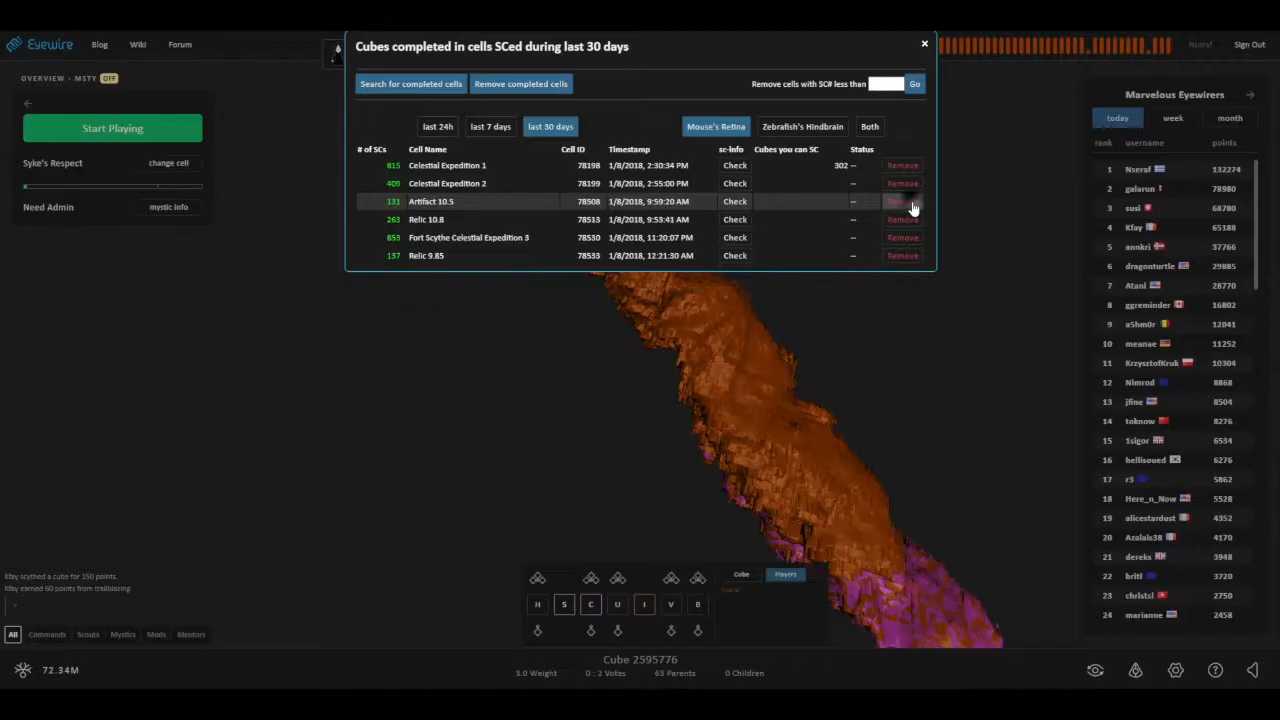 Eyewire Blog Wiki Forum
Nseraf Sign Out
OVERVIEW - MSTY OFF
Start Playing
Syke's Respect change cell
Need Admin mystic info
Cubes completed in cells SCed during last 30 days
Search for completed cells Remove completed cells Remove cells with SC# less than Go
last 24h last 7 days last 30 days Mouse's Retina Zebrafish's Hindbrain Both
# of SCs Cell Name Cell ID Timestamp sc-info Cubes you can SC Status
815 Celestial Expedition 1 78198 1/8/2018, 2:30:34 PM Check 302 -- Remove
409 Celestial Expedition 2 78199 1/8/2018, 2:55:00 PM Check -- Remove
131 Artifact 10.5 78508 1/8/2018, 9:59:20 AM Check --
263 Relic 10.8 78513 1/8/2018, 9:53:41 AM Check -- Remove
853 Fort Scythe Celestial Expedition 3 78530 1/8/2018, 11:20:07 PM Check -- Remove
137 Relic 9.85 78533 1/8/2018, 12:21:30 AM Check -- Remove
Marvelous Eyewirers
today week month
rank username points
1 Nseraf 132274
2 galarun 78980
3 susi 68780
4 Kfay 65188
5 annkri 37766
6 dragonturtle 29885
7 Atani 28770
8 ggreminder 16802
9 a5hm0r 12041
10 meanae 11252
11 KrzysztofKruk 10304
12 Nimrod 8868
13 jfine 8504
14 toknow 8276
15 1sigor 6534
16 hellisoued 6276
17 r3 5862
18 Here_n_Now 5528
19 alicestardust 4352
20 Azalais38 4170
21 dereks 3948
22 britl 3720
23 christsl 2750
24 marianne 2458
Kfay scythed a cube for 150 points.
Kfay earned 60 points from trailblazing
All Commands Scouts Mystics Mods Mentors
H S C U I V B
Cube Players
72.34M
Cube 2595776
3.0 Weight 0 : 2 Votes 63 Parents 0 Children